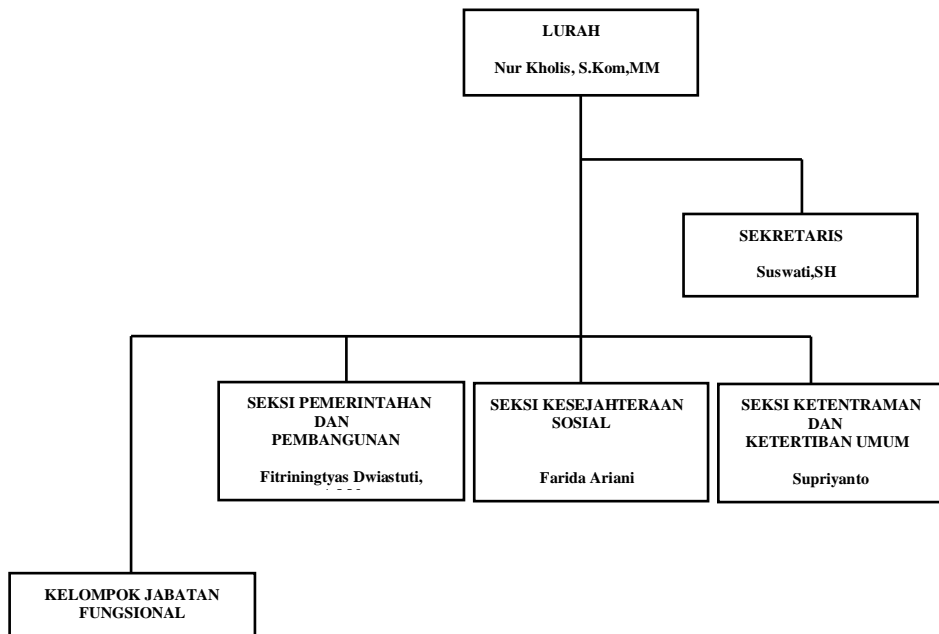 LURAH
Nur Kholis, S.Kom,MM
SEKRETARIS
Suswati,SH
SEKSI PEMERINTAHAN
DAN
PEMBANGUNAN
Fitriningtyas Dwiastuti,
SEKSI KESEJAHTERAAN
SOSIAL
Farida Ariani
SEKSI KETENTRAMAN
DAN
KETERTIBAN UMUM
Supriyanto
KELOMPOK JABATAN
FUNGSIONAL